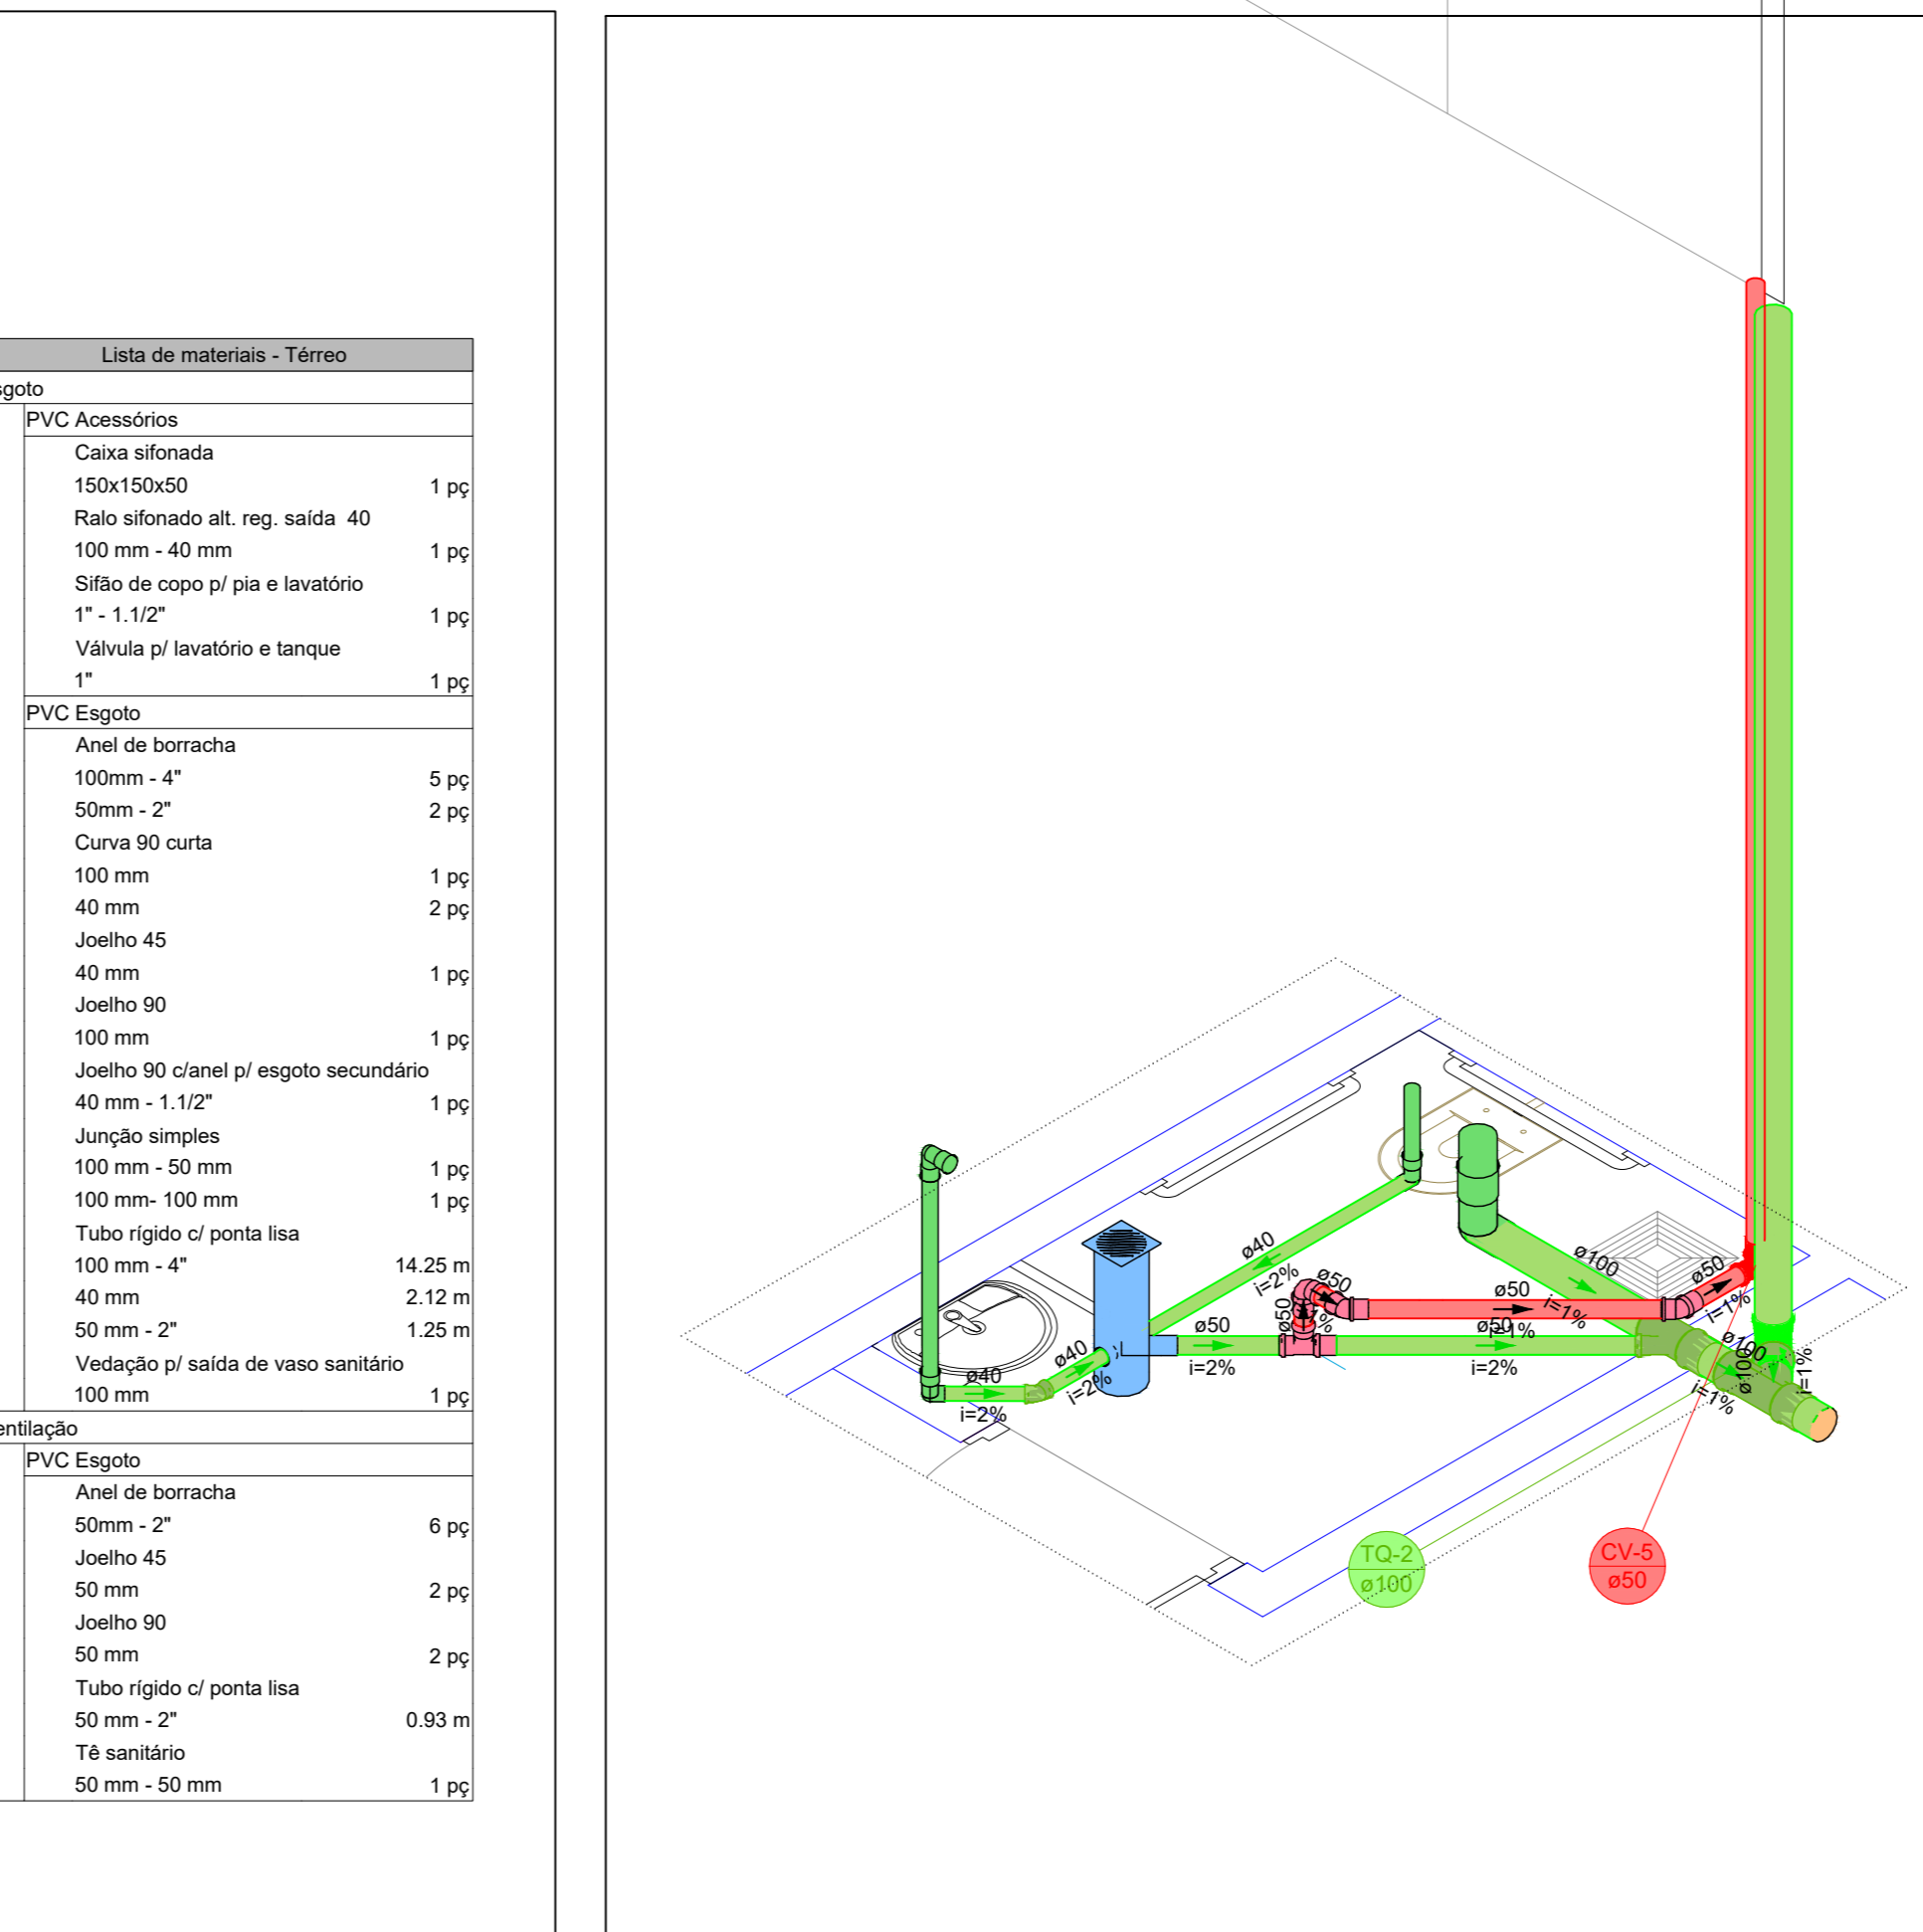 Lista de materiais - Térreo
sgoto
PVC Acessórios
Caixa sifonada
150x150x50 1 pç
Ralo sifonado alt. reg. saída 40
100 mm - 40 mm 1 pç
Sifão de copo p/ pia e lavatório
1" - 1.1/2" 1 pç
Válvula p/ lavatório e tanque
1" 1 pç
PVC Esgoto
Anel de borracha
100mm - 4" 5 pç
50mm - 2" 2 pç
Curva 90 curta
100 mm 1 pç
40 mm 2 pç
Joelho 45
40 mm 1 pç
Joelho 90
100 mm 1 pç
Joelho 90 c/anel p/ esgoto secundário
40 mm - 1.1/2" 1 pç
Junção simples
100 mm - 50 mm 1 pç
100 mm- 100 mm 1 pç
Tubo rígido c/ ponta lisa
100 mm - 4" 14.25 m
40 mm 2.12 m
50 mm - 2" 1.25 m
Vedação p/ saída de vaso sanitário
100 mm 1 pç
entilação
PVC Esgoto
Anel de borracha
50mm - 2" 6 pç
Joelho 45
50 mm 2 pç
Joelho 90
50 mm 2 pç
Tubo rígido c/ ponta lisa
50 mm - 2" 0.93 m
Tê sanitário
50 mm - 50 mm 1 pç
ø40
i=2%
ø40
i=2%
ø40
i=2%
ø50
i=2%
ø50
ø50
1%
ø50
i=1%
i=1%
ø50
i=2%
ø100
ø50
i=1%
ø100
i=1%
ø100
i=1%
TQ-2
ø100
CV-5
ø50